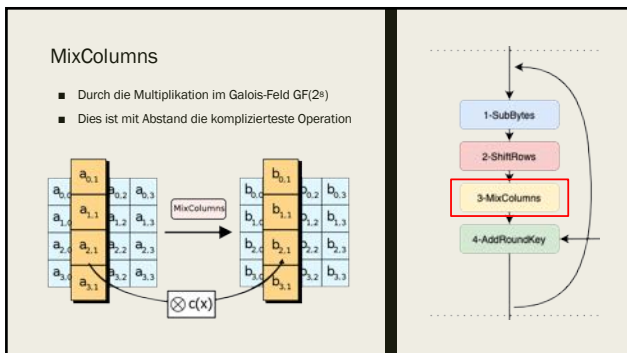 MixColumns
■ Durch die Multiplikation im Galois-Feld GF(2⁸)
■ Dies ist mit Abstand die komplizierteste Operation
a0,0 a0,1 a0,2 a0,3
a1,0 a1,1 a1,2 a1,3
a2,0 a2,1 a2,2 a2,3
a3,0 a3,1 a3,2 a3,3
MixColumns
b0,0 b0,1 b0,2 b0,3
b1,0 b1,1 b1,2 b1,3
b2,0 b2,1 b2,2 b2,3
b3,0 b3,1 b3,2 b3,3
⊗ c(x)
1-SubBytes
2-ShiftRows
3-MixColumns
4-AddRoundKey